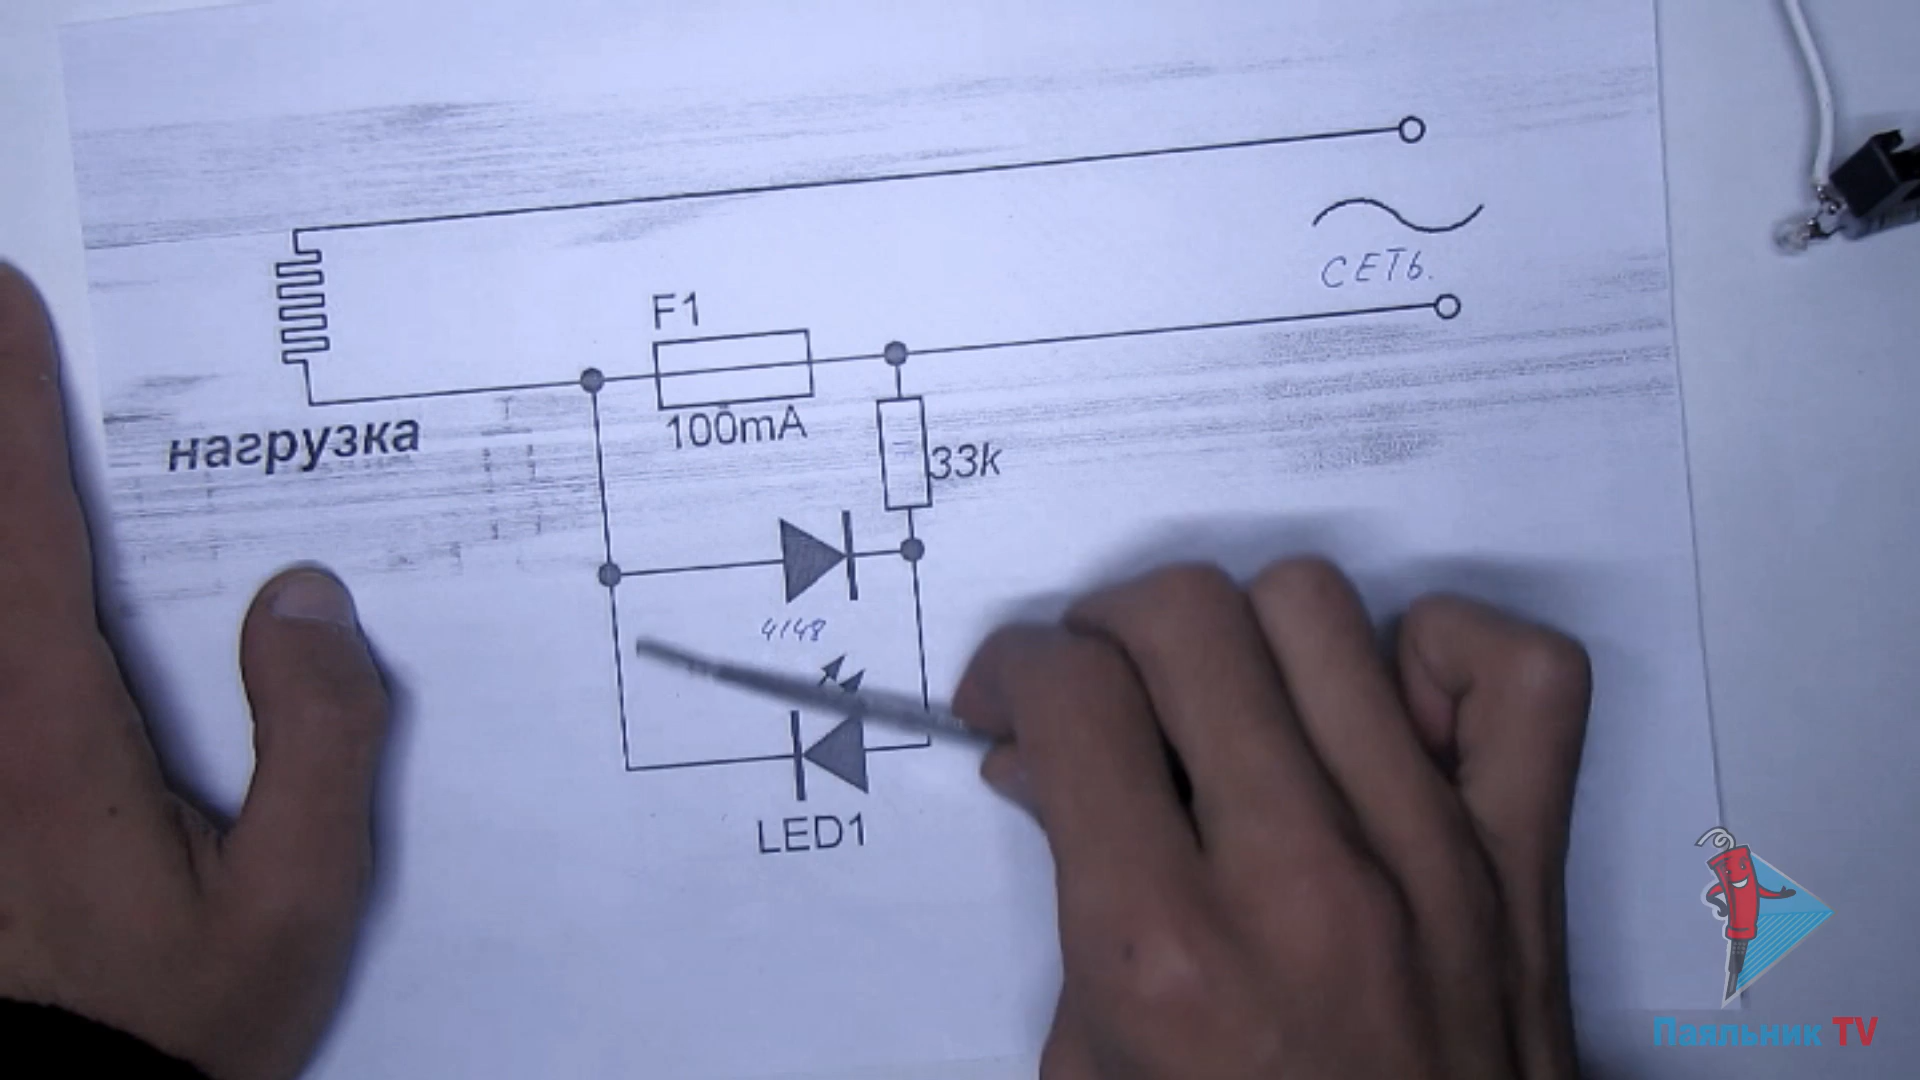 СЕТЬ.
F1
100mA
нагрузка
33k
4148
LED1
Паяльник TV